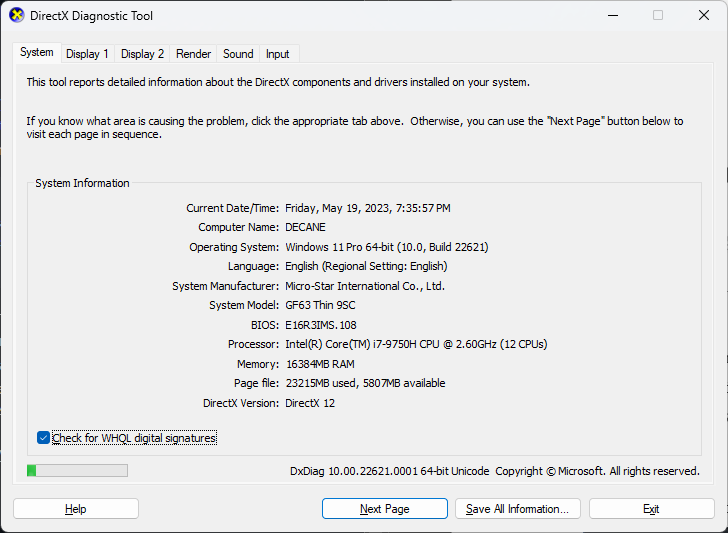 DirectX Diagnostic Tool
System Display 1 Display 2 Render Sound Input
This tool reports detailed information about the DirectX components and drivers installed on your system.
If you know what area is causing the problem, click the appropriate tab above. Otherwise, you can use the "Next Page" button below to
visit each page in sequence.
System Information
Current Date/Time: Friday, May 19, 2023, 7:35:57 PM
Computer Name: DECANE
Operating System: Windows 11 Pro 64-bit (10.0, Build 22621)
Language: English (Regional Setting: English)
System Manufacturer: Micro-Star International Co., Ltd.
System Model: GF63 Thin 9SC
BIOS: E16R3IMS.108
Processor: Intel(R) Core(TM) i7-9750H CPU @ 2.60GHz (12 CPUs)
Memory: 16384MB RAM
Page file: 23215MB used, 5807MB available
DirectX Version: DirectX 12
Check for WHQL digital signatures
DxDiag 10.00.22621.0001 64-bit Unicode Copyright © Microsoft. All rights reserved.
Help Next Page Save All Information... Exit